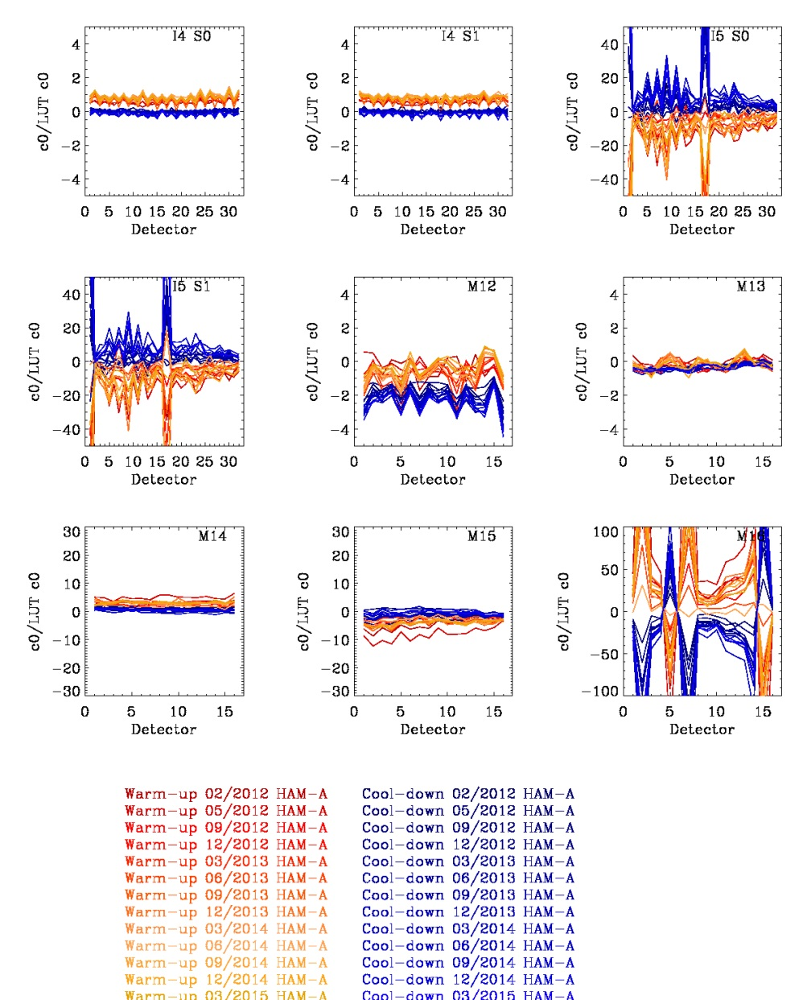 I4 S0
4
2
0
−2
−4
c0/LUT c0
0 5 10 15 20 25 30
Detector
I4 S1
4
2
0
−2
−4
c0/LUT c0
0 5 10 15 20 25 30
Detector
I5 S0
40
20
0
−20
−40
c0/LUT c0
0 5 10 15 20 25 30
Detector
I5 S1
40
20
0
−20
−40
c0/LUT c0
0 5 10 15 20 25 30
Detector
M12
4
2
0
−2
−4
c0/LUT c0
0 5 10 15
Detector
M13
4
2
0
−2
−4
c0/LUT c0
0 5 10 15
Detector
M14
30
20
10
0
−10
−20
−30
c0/LUT c0
0 5 10 15
Detector
M15
30
20
10
0
−10
−20
−30
c0/LUT c0
0 5 10 15
Detector
M16
100
50
0
−50
−100
c0/LUT c0
0 5 10 15
Detector
Warm−up 02/2012 HAM−A Cool−down 02/2012 HAM−A
Warm−up 05/2012 HAM−A Cool−down 05/2012 HAM−A
Warm−up 09/2012 HAM−A Cool−down 09/2012 HAM−A
Warm−up 12/2012 HAM−A Cool−down 12/2012 HAM−A
Warm−up 03/2013 HAM−A Cool−down 03/2013 HAM−A
Warm−up 06/2013 HAM−A Cool−down 06/2013 HAM−A
Warm−up 09/2013 HAM−A Cool−down 09/2013 HAM−A
Warm−up 12/2013 HAM−A Cool−down 12/2013 HAM−A
Warm−up 03/2014 HAM−A Cool−down 03/2014 HAM−A
Warm−up 06/2014 HAM−A Cool−down 06/2014 HAM−A
Warm−up 09/2014 HAM−A Cool−down 09/2014 HAM−A
Warm−up 12/2014 HAM−A Cool−down 12/2014 HAM−A
Warm−up 03/2015 HAM−A Cool−down 03/2015 HAM−A